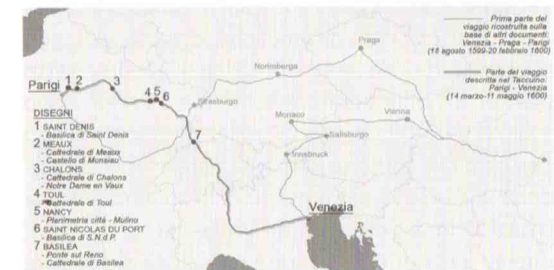 Prima parte del
viaggio ricostruita sulla
base di altri documenti:
Venezia - Praga - Parigi
(18 agosto 1599-20 febbraio 1600)
Parte del viaggio
descritta nel Taccuino:
Parigi - Venezia
(14 marzo-11 maggio 1600)
Praga
Norimberga
Parigi 1 2 3 4 5 6
Strasburgo
Monaco
Vienna
Salisburgo
7
Innsbruck
Venezia
DISEGNI
1 SAINT DENIS
- Basilica di Saint Denis
2 MEAUX
- Cattedrale di Meaux
- Castello di Monsiau
3 CHALONS
- Cattedrale di Chalons
- Notre Dame en Vaux
4 TOUL
- Cattedrale di Toul
5 NANCY
- Planimetria città - Mulino
6 SAINT NICOLAS DU PORT
- Basilica di S.N.d.P.
7 BASILEA
- Ponte sul Reno
- Cattedrale di Basilea